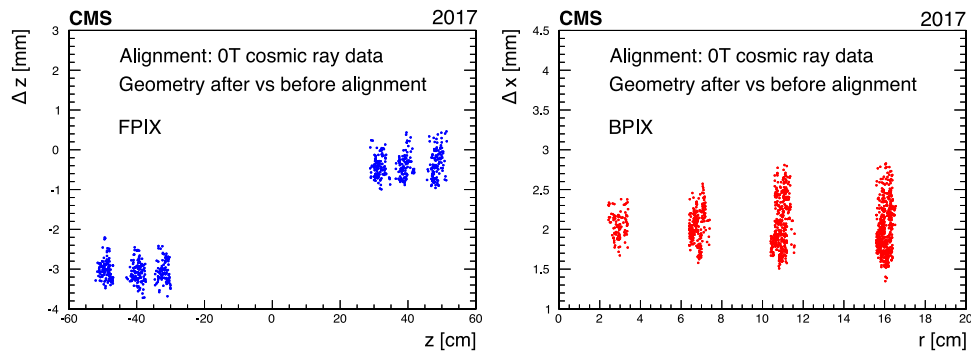 CMS 2017
Δ z [mm]
3
2
1
0
-1
-2
-3
-4
Alignment: 0T cosmic ray data
Geometry after vs before alignment
FPIX
-60 -40 -20 0 20 40 60
z [cm]
CMS 2017
Δ x [mm]
4.5
4
3.5
3
2.5
2
1.5
1
Alignment: 0T cosmic ray data
Geometry after vs before alignment
BPIX
0 2 4 6 8 10 12 14 16 18 20
r [cm]